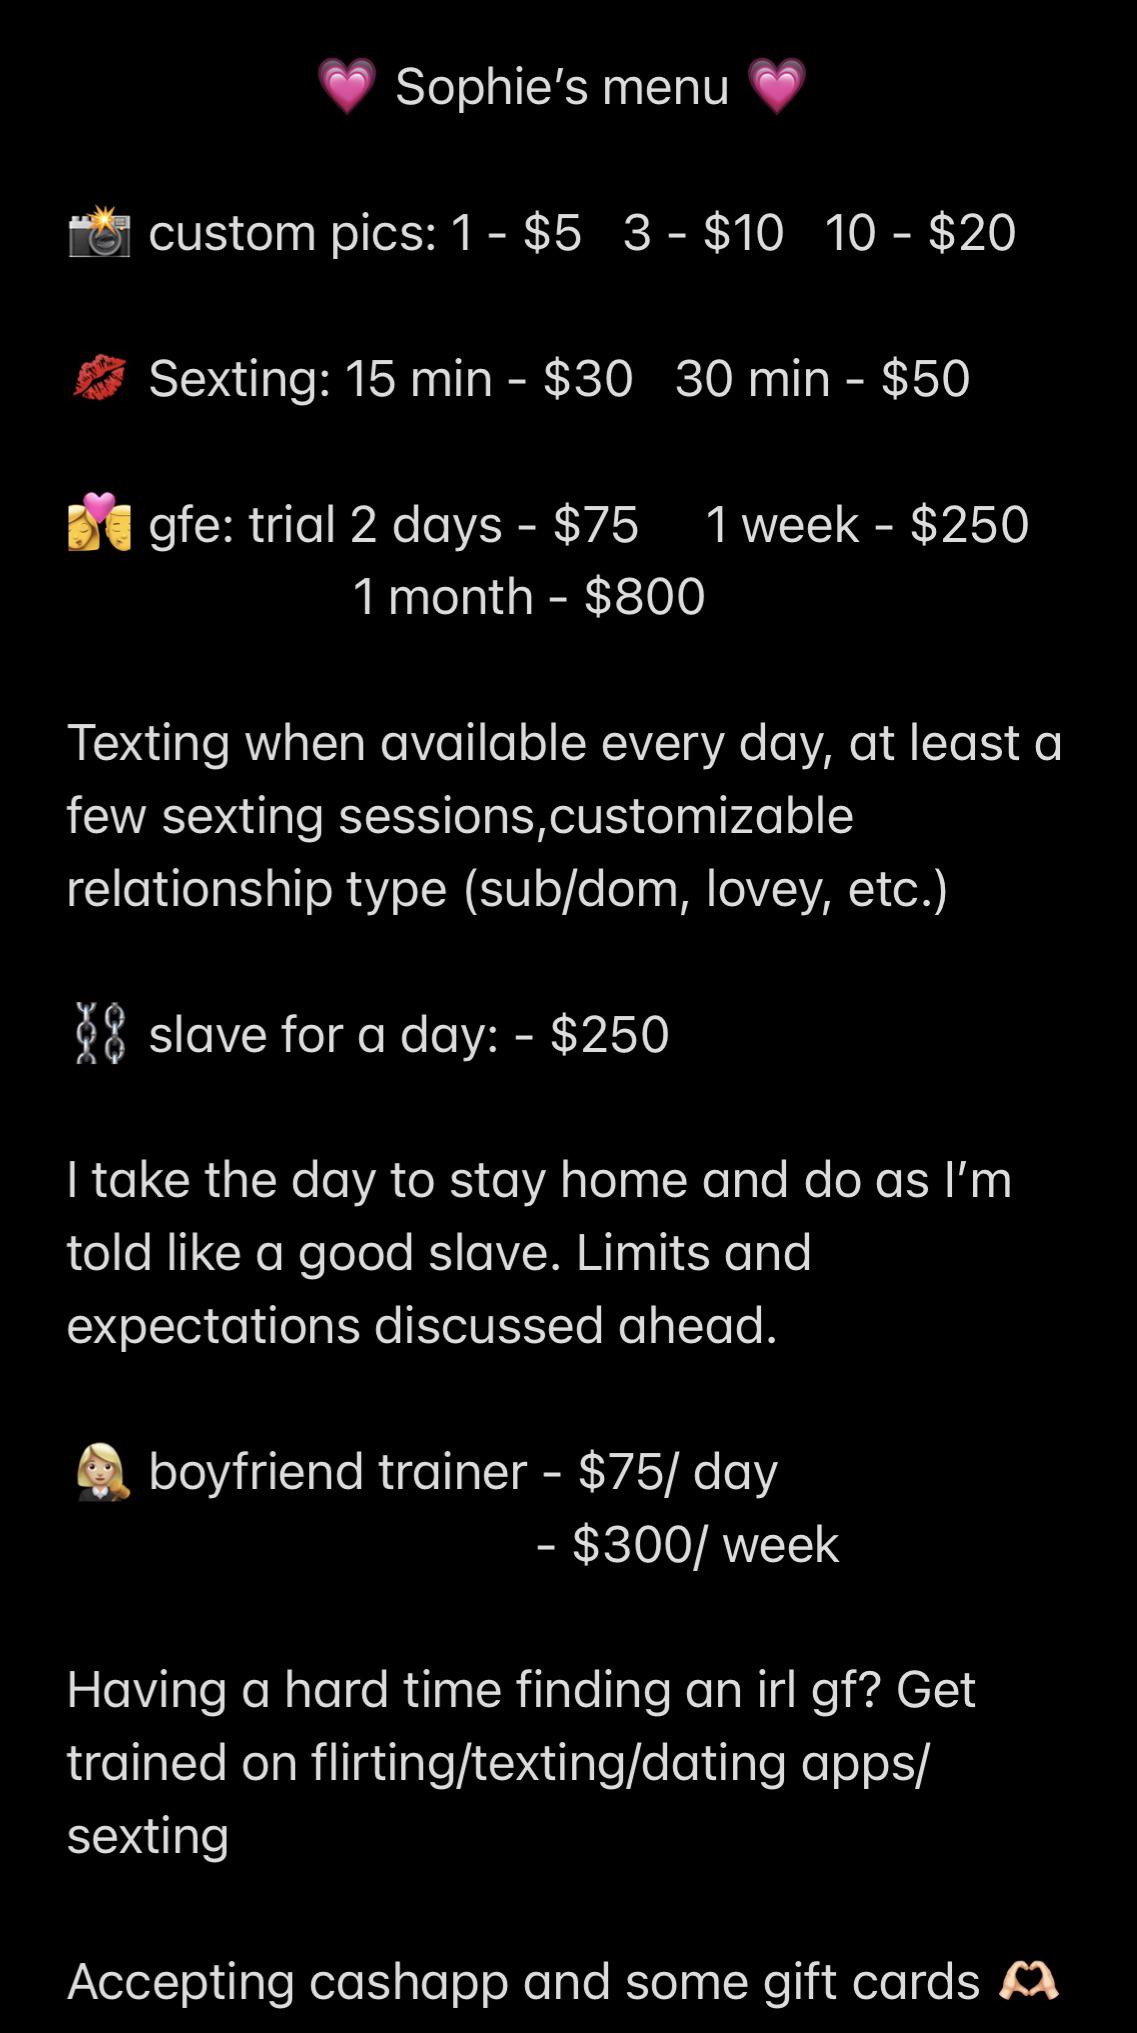 💗 Sophie’s menu 💗
📸 custom pics: 1 - $5 3 - $10 10 - $20
💋 Sexting: 15 min - $30 30 min - $50
👩‍❤️‍💋‍👨 gfe: trial 2 days - $75 1 week - $250
1 month - $800
Texting when available every day, at least a
few sexting sessions,customizable
relationship type (sub/dom, lovey, etc.)
⛓️ slave for a day: - $250
I take the day to stay home and do as I’m
told like a good slave. Limits and
expectations discussed ahead.
👩🏼‍⚖️ boyfriend trainer - $75/ day
- $300/ week
Having a hard time finding an irl gf? Get
trained on flirting/texting/dating apps/
sexting
Accepting cashapp and some gift cards 🫶🏻